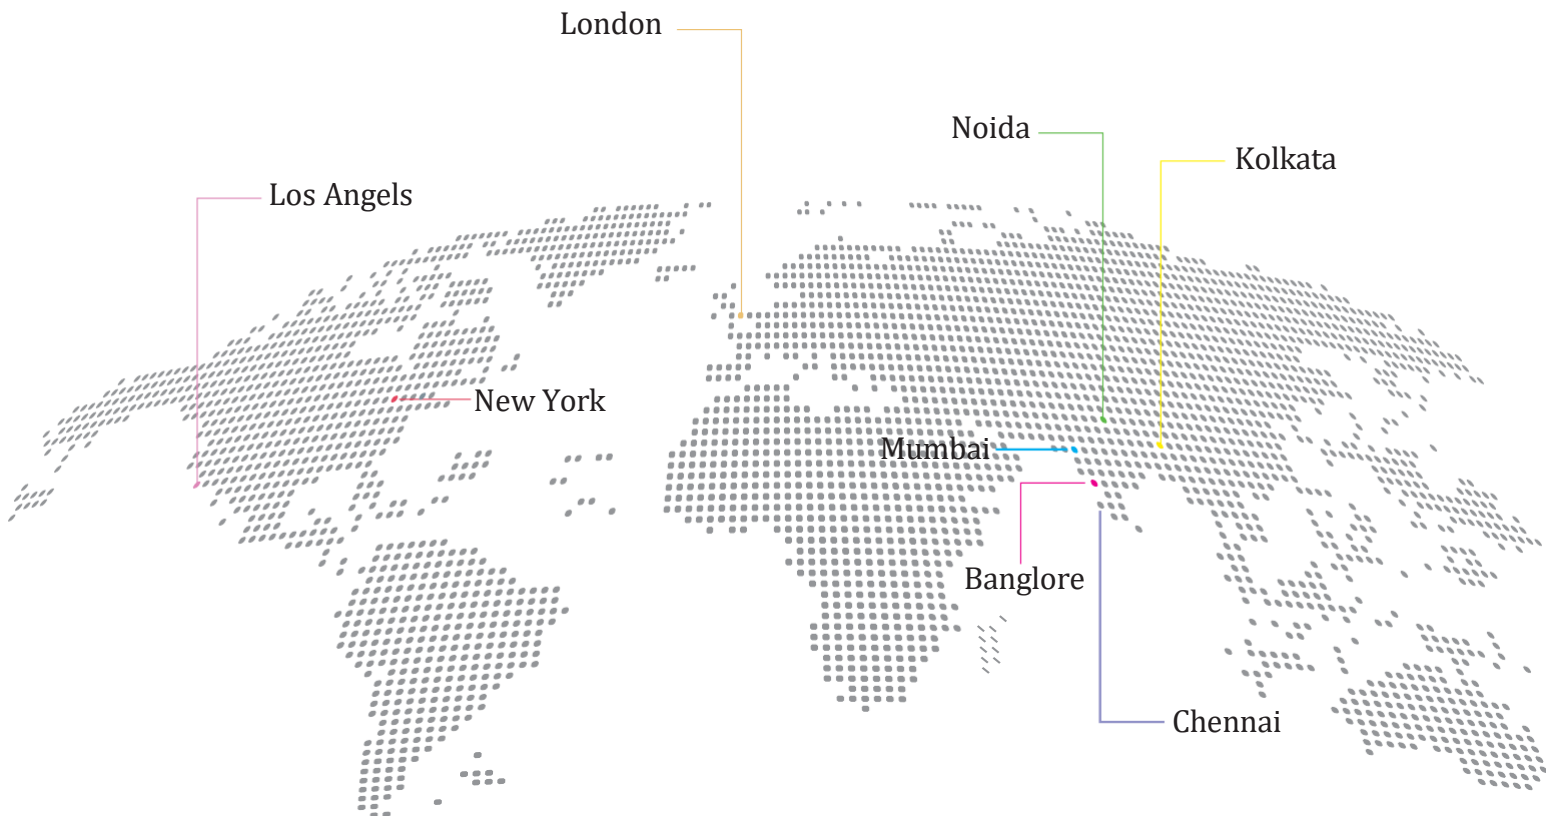 London
Noida
Kolkata
Los Angels
New York
Mumbai
Banglore
Chennai